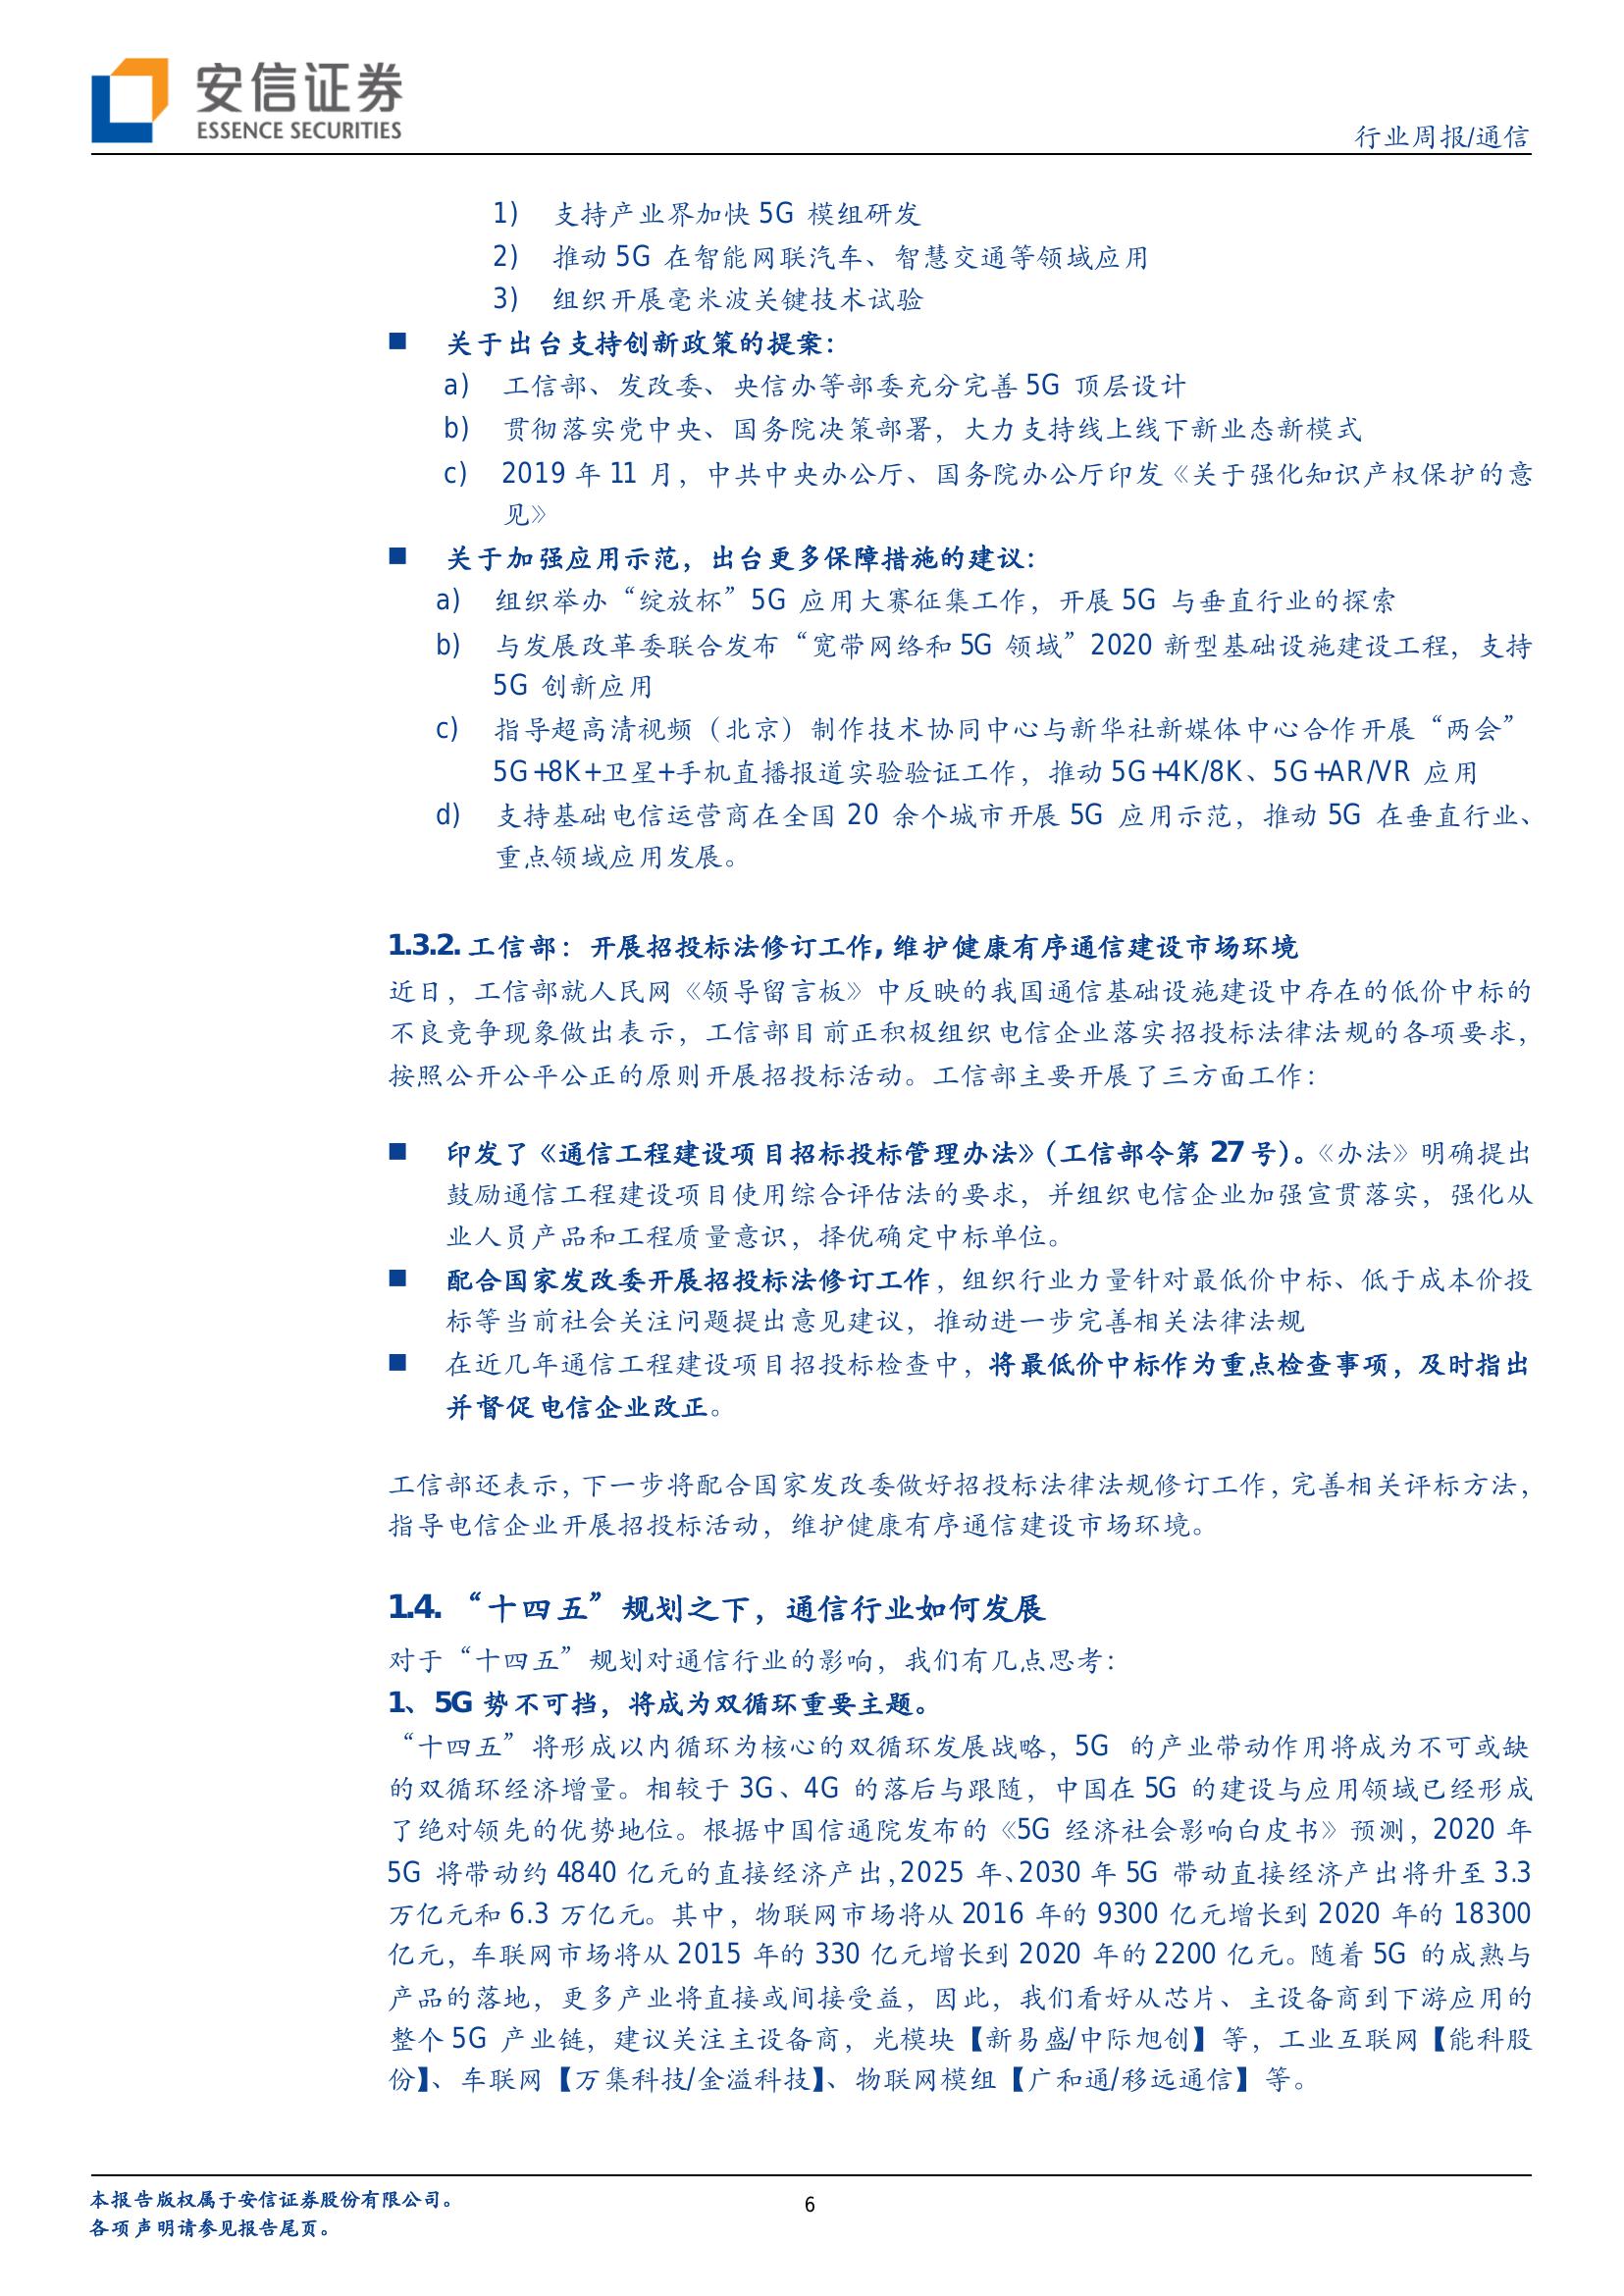 安信证券
ESSENCE SECURITIES
行业周报/通信
1) 支持产业界加快 5G 模组研发
2) 推动 5G 在智能网联汽车、智慧交通等领域应用
3) 组织开展毫米波关键技术试验
■ 关于出台支持创新政策的提案：
a) 工信部、发改委、央信办等部委充分完善 5G 顶层设计
b) 贯彻落实党中央、国务院决策部署，大力支持线上线下新业态新模式
c) 2019 年 11 月，中共中央办公厅、国务院办公厅印发《关于强化知识产权保护的意
见》
■ 关于加强应用示范，出台更多保障措施的建议：
a) 组织举办“绽放杯”5G 应用大赛征集工作，开展 5G 与垂直行业的探索
b) 与发展改革委联合发布“宽带网络和 5G 领域”2020 新型基础设施建设工程，支持
5G 创新应用
c) 指导超高清视频（北京）制作技术协同中心与新华社新媒体中心合作开展“两会”
5G+8K+卫星+手机直播报道实验验证工作，推动 5G+4K/8K、5G+AR/VR 应用
d) 支持基础电信运营商在全国 20 余个城市开展 5G 应用示范，推动 5G 在垂直行业、
重点领域应用发展。
1.3.2. 工信部：开展招投标法修订工作，维护健康有序通信建设市场环境
近日，工信部就人民网《领导留言板》中反映的我国通信基础设施建设中存在的低价中标的
不良竞争现象做出表示，工信部目前正积极组织电信企业落实招投标法律法规的各项要求，
按照公开公平公正的原则开展招投标活动。工信部主要开展了三方面工作：
■ 印发了《通信工程建设项目招标投标管理办法》（工信部令第 27 号）。《办法》明确提出
鼓励通信工程建设项目使用综合评估法的要求，并组织电信企业加强宣贯落实，强化从
业人员产品和工程质量意识，择优确定中标单位。
■ 配合国家发改委开展招投标法修订工作，组织行业力量针对最低价中标、低于成本价投
标等当前社会关注问题提出意见建议，推动进一步完善相关法律法规
■ 在近几年通信工程建设项目招投标检查中，将最低价中标作为重点检查事项，及时指出
并督促电信企业改正。
工信部还表示，下一步将配合国家发改委做好招投标法律法规修订工作，完善相关评标方法，
指导电信企业开展招投标活动，维护健康有序通信建设市场环境。
1.4. “十四五”规划之下，通信行业如何发展
对于“十四五”规划对通信行业的影响，我们有几点思考：
1、5G 势不可挡，将成为双循环重要主题。
“十四五”将形成以内循环为核心的双循环发展战略，5G 的产业带动作用将成为不可或缺
的双循环经济增量。相较于 3G、4G 的落后与跟随，中国在 5G 的建设与应用领域已经形成
了绝对领先的优势地位。根据中国信通院发布的《5G 经济社会影响白皮书》预测，2020 年
5G 将带动约 4840 亿元的直接经济产出，2025 年、2030 年 5G 带动直接经济产出将升至 3.3
万亿元和 6.3 万亿元。其中，物联网市场将从 2016 年的 9300 亿元增长到 2020 年的 18300
亿元，车联网市场将从 2015 年的 330 亿元增长到 2020 年的 2200 亿元。随着 5G 的成熟与
产品的落地，更多产业将直接或间接受益，因此，我们看好从芯片、主设备商到下游应用的
整个 5G 产业链，建议关注主设备商，光模块【新易盛/中际旭创】等，工业互联网【能科股
份】、车联网【万集科技/金溢科技】、物联网模组【广和通/移远通信】等。
本报告版权属于安信证券股份有限公司。
各项声明请参见报告尾页。
6